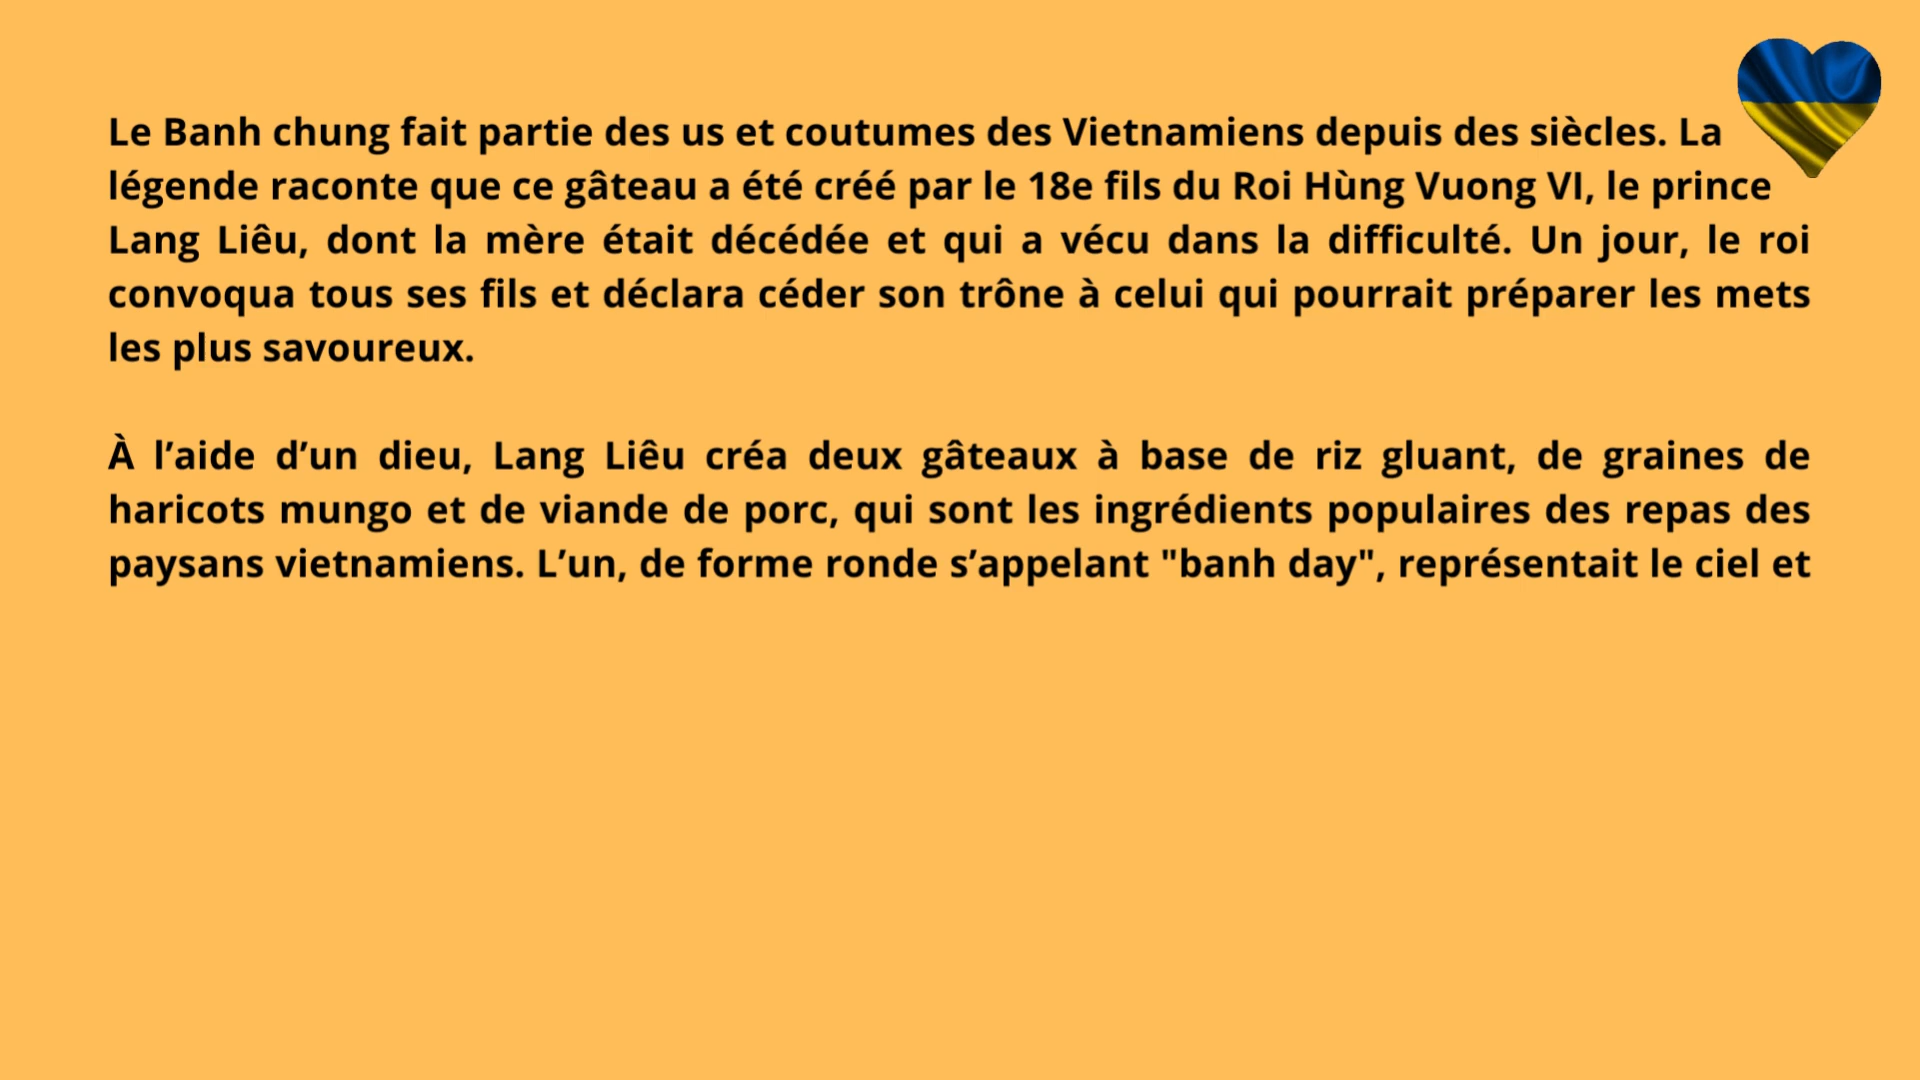 Le Banh chung fait partie des us et coutumes des Vietnamiens depuis des siècles. La
légende raconte que ce gâteau a été créé par le 18e fils du Roi Hùng Vuong VI, le prince
Lang Liêu, dont la mère était décédée et qui a vécu dans la difficulté. Un jour, le roi
convoqua tous ses fils et déclara céder son trône à celui qui pourrait préparer les mets
les plus savoureux.
À l’aide d’un dieu, Lang Liêu créa deux gâteaux à base de riz gluant, de graines de
haricots mungo et de viande de porc, qui sont les ingrédients populaires des repas des
paysans vietnamiens. L’un, de forme ronde s’appelant "banh day", représentait le ciel et